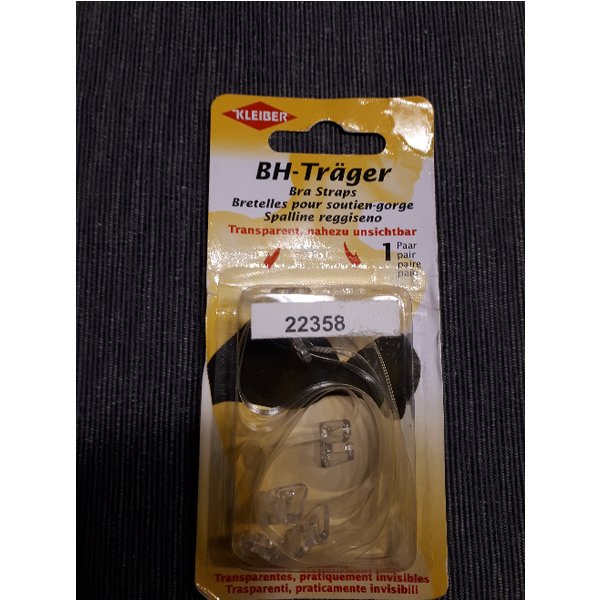 KLEIBER
BH-Träger
Bra Straps
Bretelles pour soutien-gorge
Spalline reggiseno
Transparent, nahezu unsichtbar
1 Paar
pair
paire
paio
22358
Transparentes, pratiquement invisibles
Trasparenti, praticamente invisibili